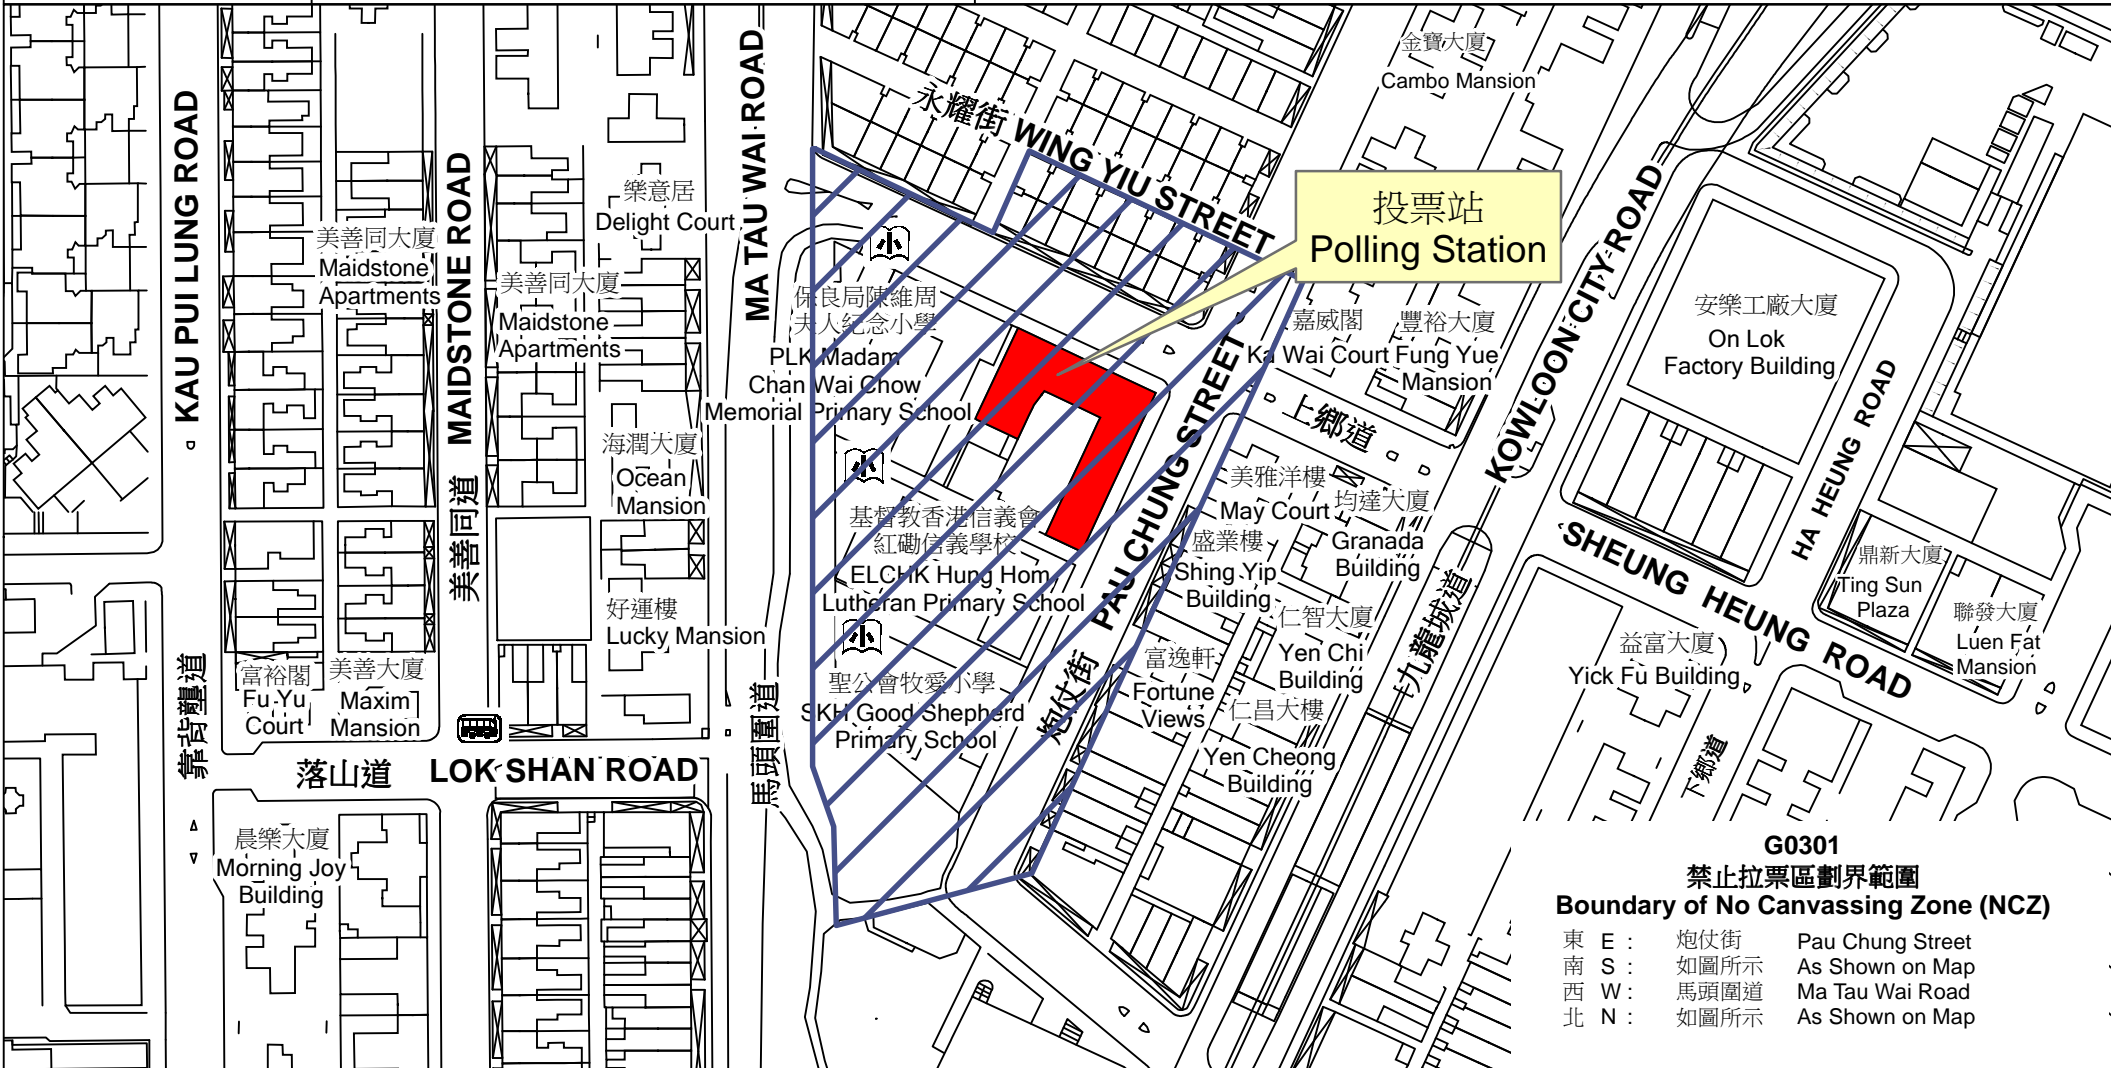 金寶大廈
Cambo Mansion
永耀街 WING YIU STREET
投票站
Polling Station
KAU PUI LUNG ROAD
靠背壟道
MAIDSTONE ROAD
美善同道
MA TAU WAI ROAD
馬頭圍道
樂意居
Delight Court
美善同大廈
Maidstone
Apartments
美善同大廈
Maidstone
Apartments
保良局陳維周
夫人紀念小學
PLK Madam
Chan Wai Chow
Memorial Primary School
小
小
小
嘉威閣
Ka Wai Court
豐裕大廈
Fung Yue
Mansion
KOWLOON CITY ROAD
九龍城道
安樂工廠大廈
On Lok
Factory Building
HA HEUNG ROAD
下鄉道
上鄉道
SHEUNG HEUNG ROAD
海潤大廈
Ocean
Mansion
基督教香港信義會
紅磡信義學校
ELCHK Hung Hom
Lutheran Primary School
PAU CHUNG STREET
炮仗街
美雅洋樓
May Court
均達大廈
Granada
Building
盛業樓
Shing Yip
Building
仁智大廈
Yen Chi
Building
鼎新大廈
Ting Sun
Plaza
聯發大廈
Luen Fat
Mansion
益富大廈
Yick Fu Building
好運樓
Lucky Mansion
富裕閣
Fu Yu
Court
美善大廈
Maxim
Mansion
聖公會牧愛小學
SKH Good Shepherd
Primary School
富逸軒
Fortune
Views
仁昌大樓
Yen Cheong
Building
落山道 LOK SHAN ROAD
晨樂大廈
Morning Joy
Building
G0301
禁止拉票區劃界範圍
Boundary of No Canvassing Zone (NCZ)
東 E : 炮仗街 Pau Chung Street
南 S : 如圖所示 As Shown on Map
西 W : 馬頭圍道 Ma Tau Wai Road
北 N : 如圖所示 As Shown on Map